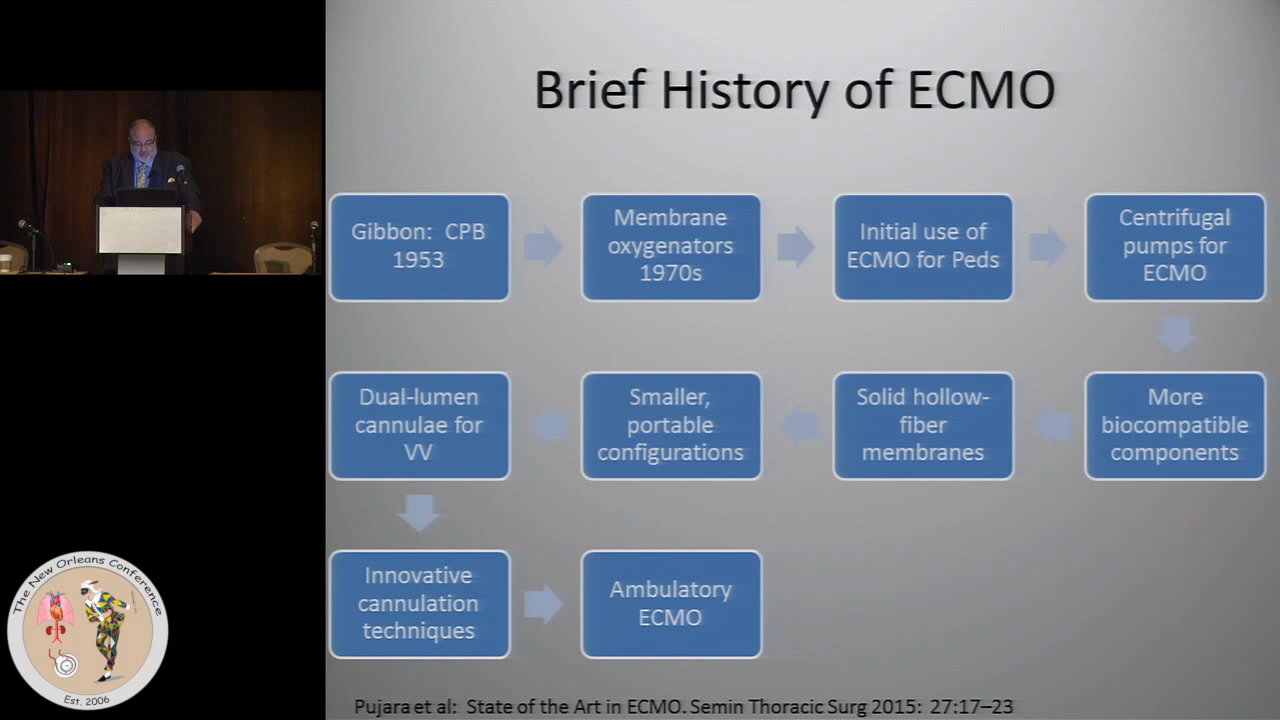 Brief History of ECMO
Gibbon: CPB
1953
Membrane
oxygenators
1970s
Initial use of
ECMO for Peds
Centrifugal
pumps for
ECMO
More
biocompatible
components
Solid hollow-
fiber
membranes
Smaller,
portable
configurations
Dual-lumen
cannulae for
VV
Innovative
cannulation
techniques
Ambulatory
ECMO
Pujara et al: State of the Art in ECMO. Semin Thoracic Surg 2015: 27:17–23
The New Orleans Conference
Est. 2006